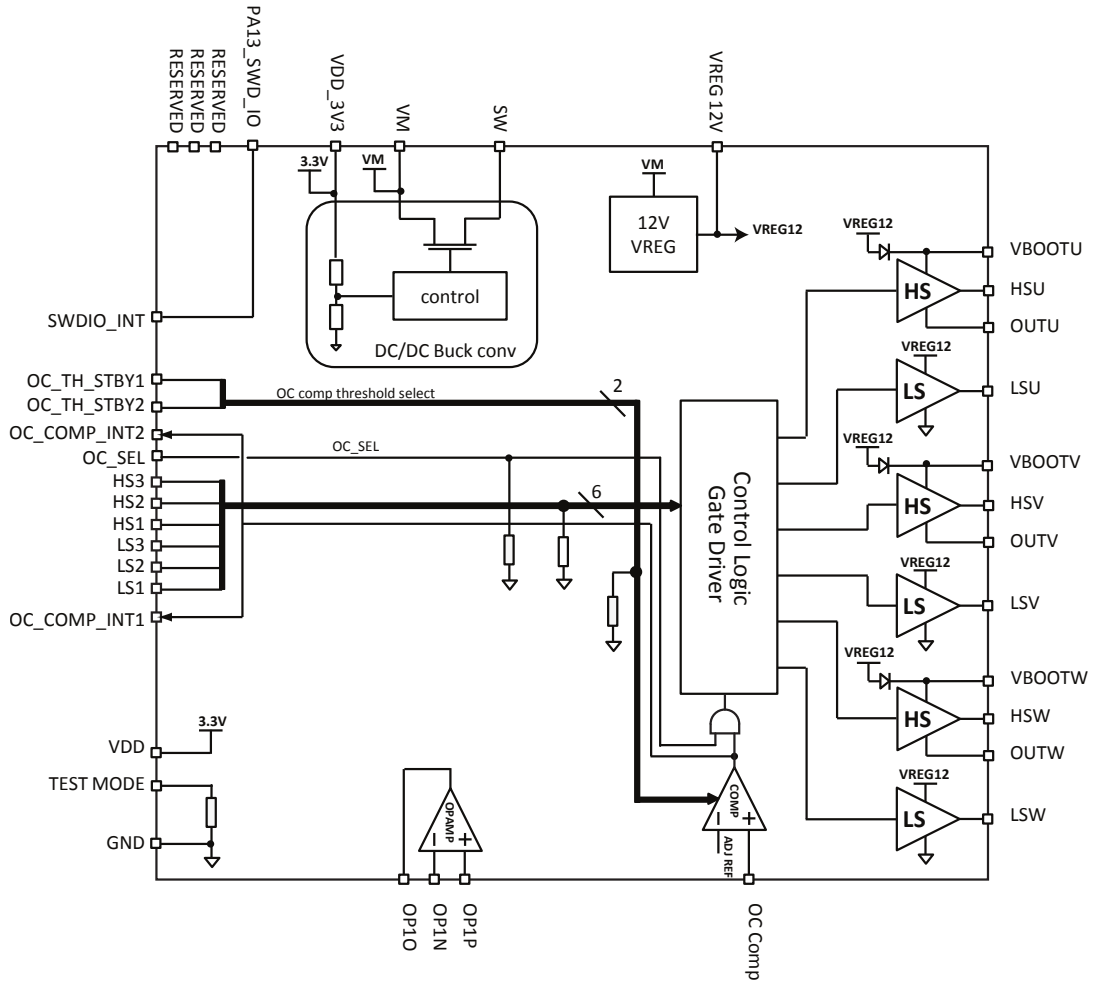 RESERVED
RESERVED
RESERVED
PA13_SWD_IO
VDD_3V3
VM
SW
VREG 12V
3.3V
VM
VM
12V
VREG
VREG12
control
DC/DC Buck conv
SWDIO_INT
OC_TH_STBY1
OC_TH_STBY2
OC_COMP_INT2
OC_SEL
HS3
HS2
HS1
LS3
LS2
LS1
OC_COMP_INT1
OC comp threshold select
2
OC_SEL
6
Control Logic
Gate Driver
VREG12
HS
VBOOTU
HSU
OUTU
VREG12
LS
LSU
VREG12
HS
VBOOTV
HSV
OUTV
VREG12
LS
LSV
VREG12
HS
VBOOTW
HSW
OUTW
VREG12
LS
LSW
3.3V
VDD
TEST MODE
GND
OPAMP
–
+
COMP
–
+
ADJ REF
OP1O
OP1N
OP1P
OC Comp